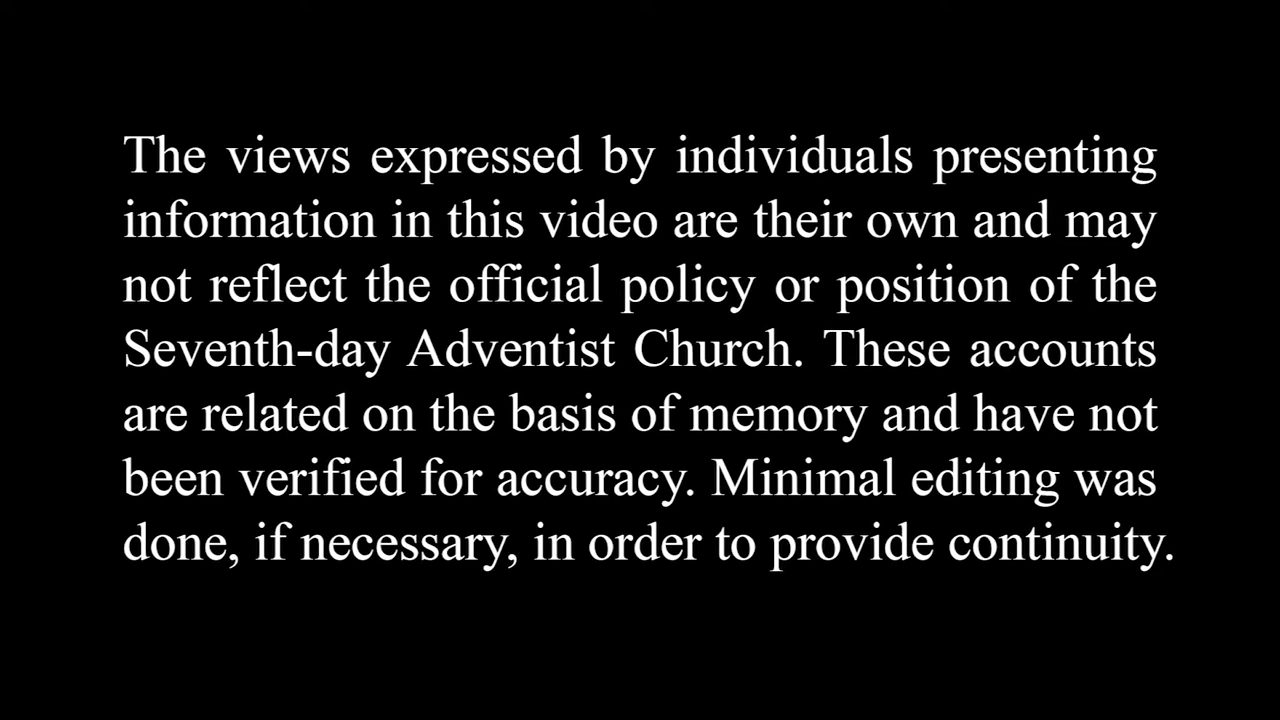 The views expressed by individuals presenting
information in this video are their own and may
not reflect the official policy or position of the
Seventh-day Adventist Church. These accounts
are related on the basis of memory and have not
been verified for accuracy. Minimal editing was
done, if necessary, in order to provide continuity.